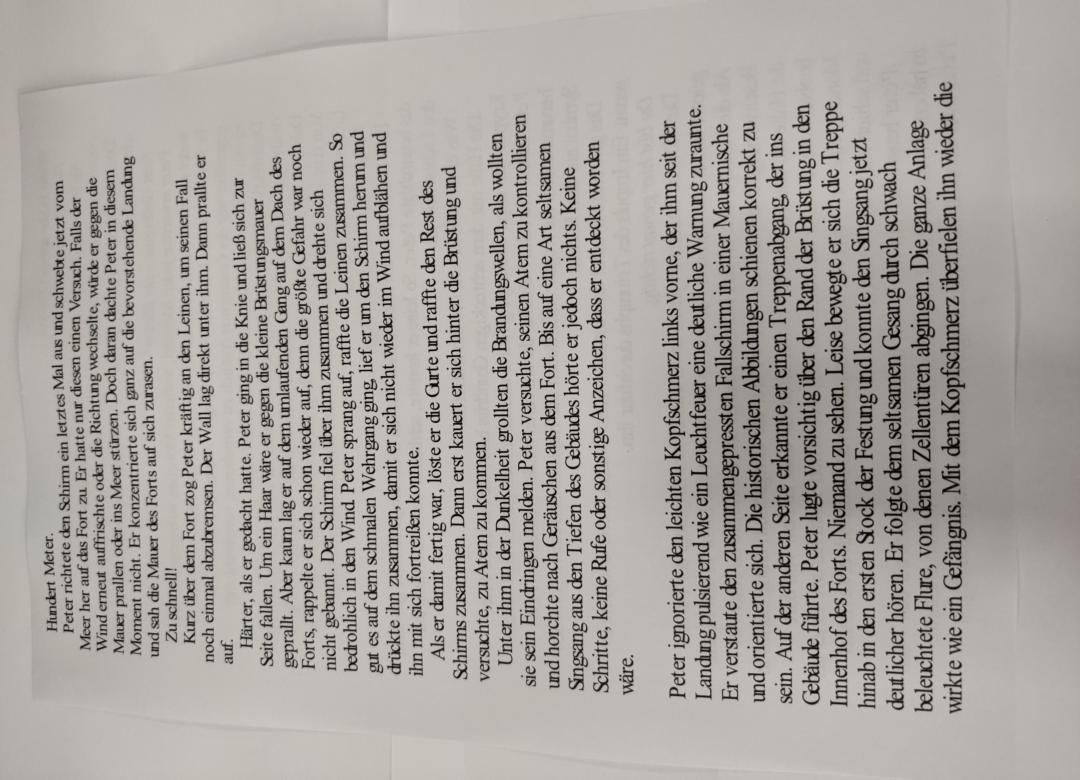 Hundert Meter.
Peter richtete den Schirm ein letztes Mal aus und schwebte jetzt vom
Meer her auf das Fort zu. Er hatte nur diesen einen Versuch. Falls der
Wind erneut auffrischte oder die Richtung wechselte, würde er gegen die
Mauer prallen oder ins Meer stürzen. Doch daran dachte Peter in diesem
Moment nicht. Er konzentrierte sich ganz auf die bevorstehende Landung
und sah die Mauer des Forts auf sich zurasen.
Zu schnell!
Kurz über dem Fort zog Peter kräftig an den Leinen, um seinen Fall
noch einmal abzubremsen. Der Wall lag direkt unter ihm. Dann prallte er
auf.
Härter, als er gedacht hatte. Peter ging in die Knie und ließ sich zur
Seite fallen. Um ein Haar wäre er gegen die kleine Brüstungsmauer
geprallt. Aber kaum lag er auf dem umlaufenden Gang auf dem Dach des
Forts, rappelte er sich schon wieder auf, denn die größte Gefahr war noch
nicht gebannt. Der Schirm fiel über ihm zusammen und drehte sich
bedrohlich in den Wind. Peter sprang auf, raffte die Leinen zusammen. So
gut es auf dem schmalen Wehrgang ging, lief er um den Schirm herum und
drückte ihn zusammen, damit er sich nicht wieder im Wind aufblähen und
ihn mit sich fortreißen konnte.
Als er damit fertig war, löste er die Gurte und raffte den Rest des
Schirms zusammen. Dann erst kauert er sich hinter die Brüstung und
versuchte, zu Atem zu kommen.
Unter ihm in der Dunkelheit grollten die Brandungswellen, als wollten
sie sein Eindringen melden. Peter versuchte, seinen Atem zu kontrollieren
und horchte nach Geräuschen aus dem Fort. Bis auf eine Art seltsamen
Singsang aus den Tiefen des Gebäudes hörte er jedoch nichts. Keine
Schritte, keine Rufe oder sonstige Anzeichen, dass er entdeckt worden
wäre.
Peter ignorierte den leichten Kopfschmerz links vorne, der ihm seit der
Landung pulsierend wie ein Leuchtfeuer eine deutliche Warnung zuraunte.
Er verstaute den zusammengepressten Fallschirm in einer Mauernische
und orientierte sich. Die historischen Abbildungen schienen korrekt zu
sein. Auf der anderen Seite erkannte er einen Treppenabgang, der ins
Gebäude führte. Peter lugte vorsichtig über den Rand der Brüstung in den
Innenhof des Forts. Niemand zu sehen. Leise bewegte er sich die Treppe
hinab in den ersten Stock der Festung und konnte den Singsang jetzt
deutlicher hören. Er folgte dem seltsamen Gesang durch schwach
beleuchtete Flure, von denen Zellentüren abgingen. Die ganze Anlage
wirkte wie ein Gefängnis. Mit dem Kopfschmerz überfielen ihn wieder die